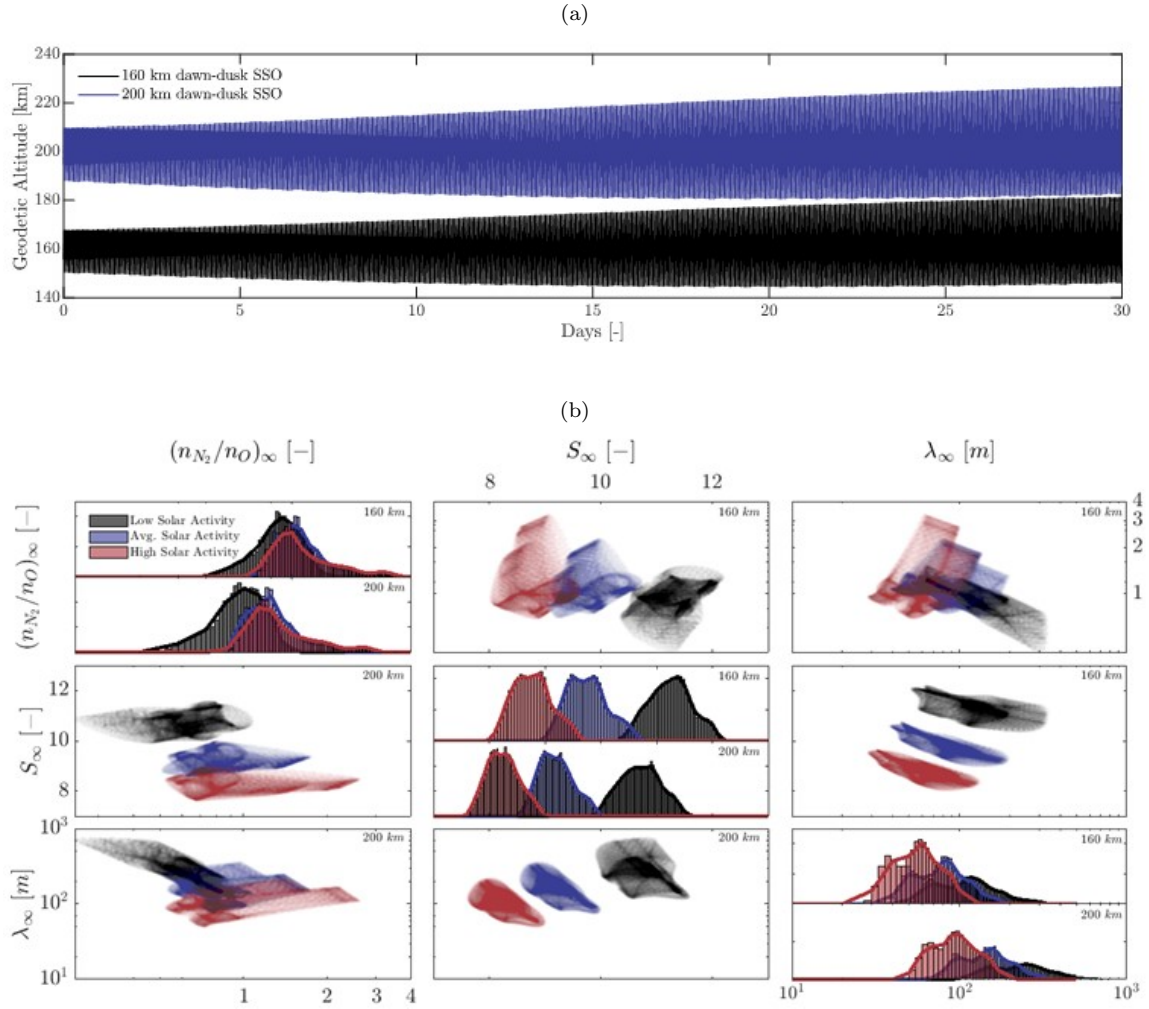 (a)
240
220
200
180
160
140
Geodetic Altitude [km]
160 km dawn-dusk SSO
200 km dawn-dusk SSO
0 5 10 15 20 25 30
Days [-]
(b)
(n_{N_2}/n_O)_∞ [−] S_∞ [−] λ_∞ [m]
8 10 12
(n_{N_2}/n_O)_∞ [−]
Low Solar Activity
Avg. Solar Activity
High Solar Activity
160 km
200 km
160 km
160 km
4
3
2
1
S_∞ [−]
12
10
8
200 km
160 km
200 km
160 km
λ_∞ [m]
10^3
10^2
10^1
200 km
200 km
160 km
200 km
1 2 3 4
10^1 10^2 10^3